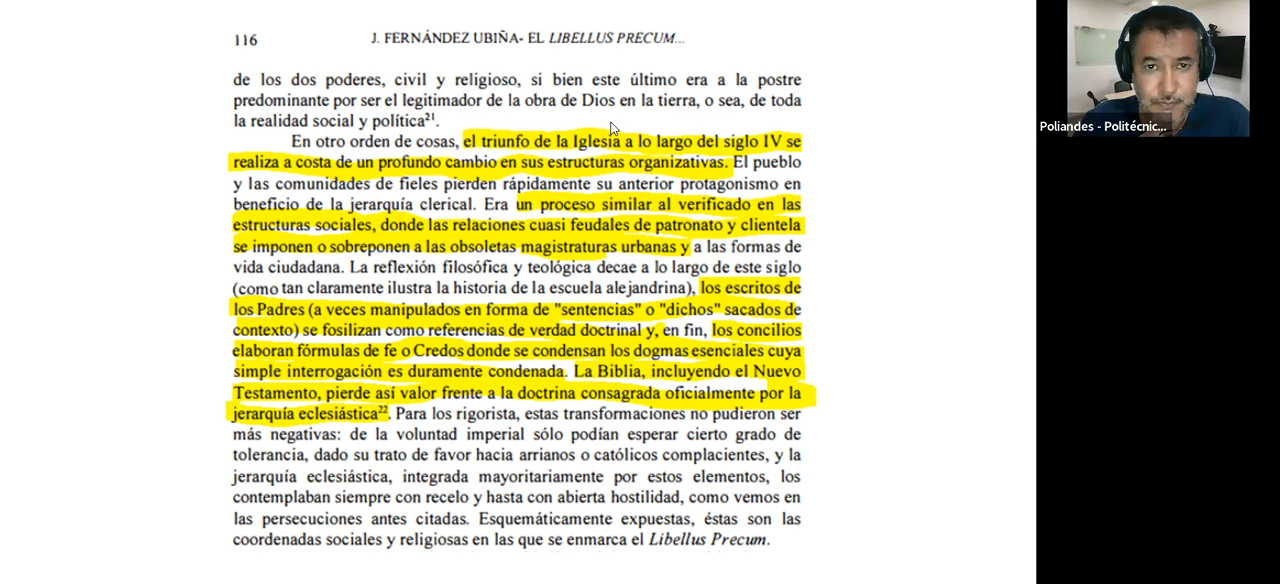 116
J. FERNÁNDEZ UBIÑA- EL LIBELLUS PRECUM...
de los dos poderes, civil y religioso, si bien este último era a la postre
predominante por ser el legitimador de la obra de Dios en la tierra, o sea, de toda
la realidad social y política²¹.
En otro orden de cosas, el triunfo de la Iglesia a lo largo del siglo IV se
realiza a costa de un profundo cambio en sus estructuras organizativas. El pueblo
y las comunidades de fieles pierden rápidamente su anterior protagonismo en
beneficio de la jerarquía clerical. Era un proceso similar al verificado en las
estructuras sociales, donde las relaciones cuasi feudales de patronato y clientela
se imponen o sobreponen a las obsoletas magistraturas urbanas y a las formas de
vida ciudadana. La reflexión filosófica y teológica decae a lo largo de este siglo
(como tan claramente ilustra la historia de la escuela alejandrina), los escritos de
los Padres (a veces manipulados en forma de "sentencias" o "dichos" sacados de
contexto) se fosilizan como referencias de verdad doctrinal y, en fin, los concilios
elaboran fórmulas de fe o Credos donde se condensan los dogmas esenciales cuya
simple interrogación es duramente condenada. La Biblia, incluyendo el Nuevo
Testamento, pierde así valor frente a la doctrina consagrada oficialmente por la
jerarquía eclesiástica²². Para los rigorista, estas transformaciones no pudieron ser
más negativas: de la voluntad imperial sólo podían esperar cierto grado de
tolerancia, dado su trato de favor hacia arrianos o católicos complacientes, y la
jerarquía eclesiástica, integrada mayoritariamente por estos elementos, los
contemplaban siempre con recelo y hasta con abierta hostilidad, como vemos en
las persecuciones antes citadas. Esquemáticamente expuestas, éstas son las
coordenadas sociales y religiosas en las que se enmarca el Libellus Precum.
Poliandes - Politécnic...